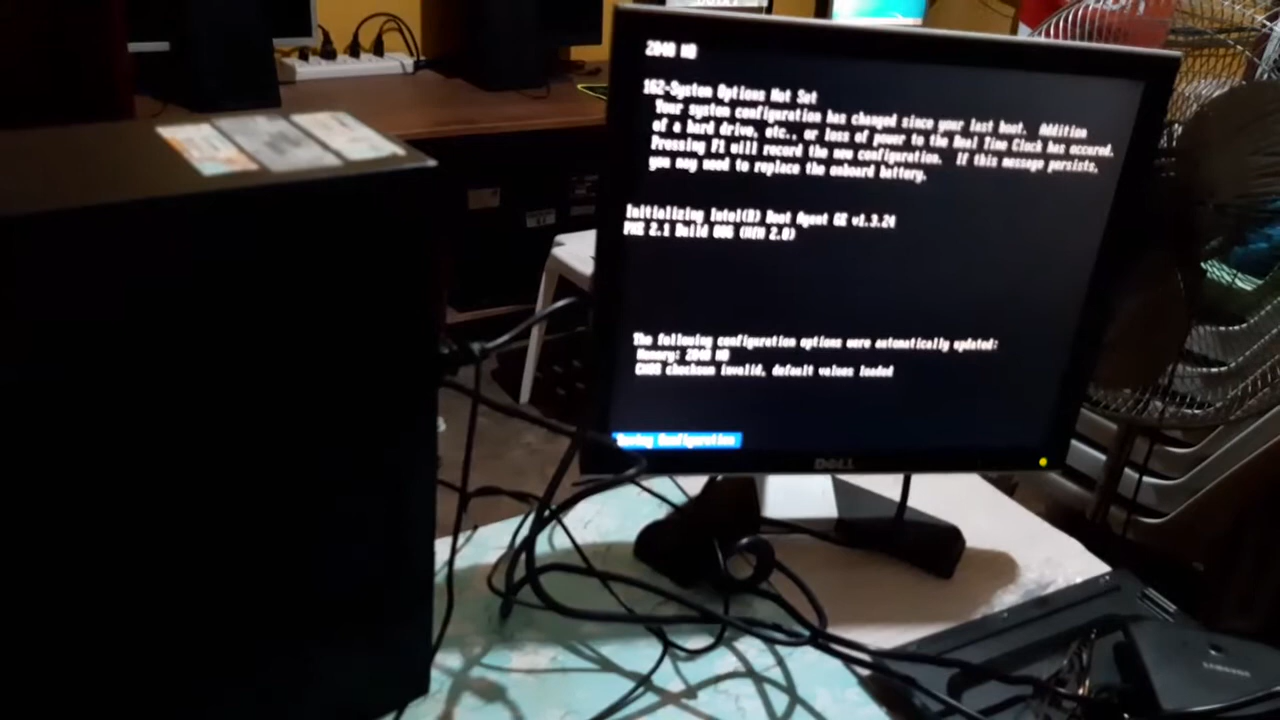 2048 MB
162-System Options Not Set
Your system configuration has changed since your last boot. Addition
of a hard drive, etc., or loss of power to the Real Time Clock has occured.
Pressing F1 will record the new configuration. If this message persists,
you may need to replace the onboard battery.
Initializing Intel(R) Boot Agent GE v1.3.24
PXE 2.1 Build 086 (WfM 2.0)
The following configuration options were automatically updated:
Memory: 2048 MB
CMOS checksum invalid, default values loaded
Saving Configuration
DELL
SAMSUNG